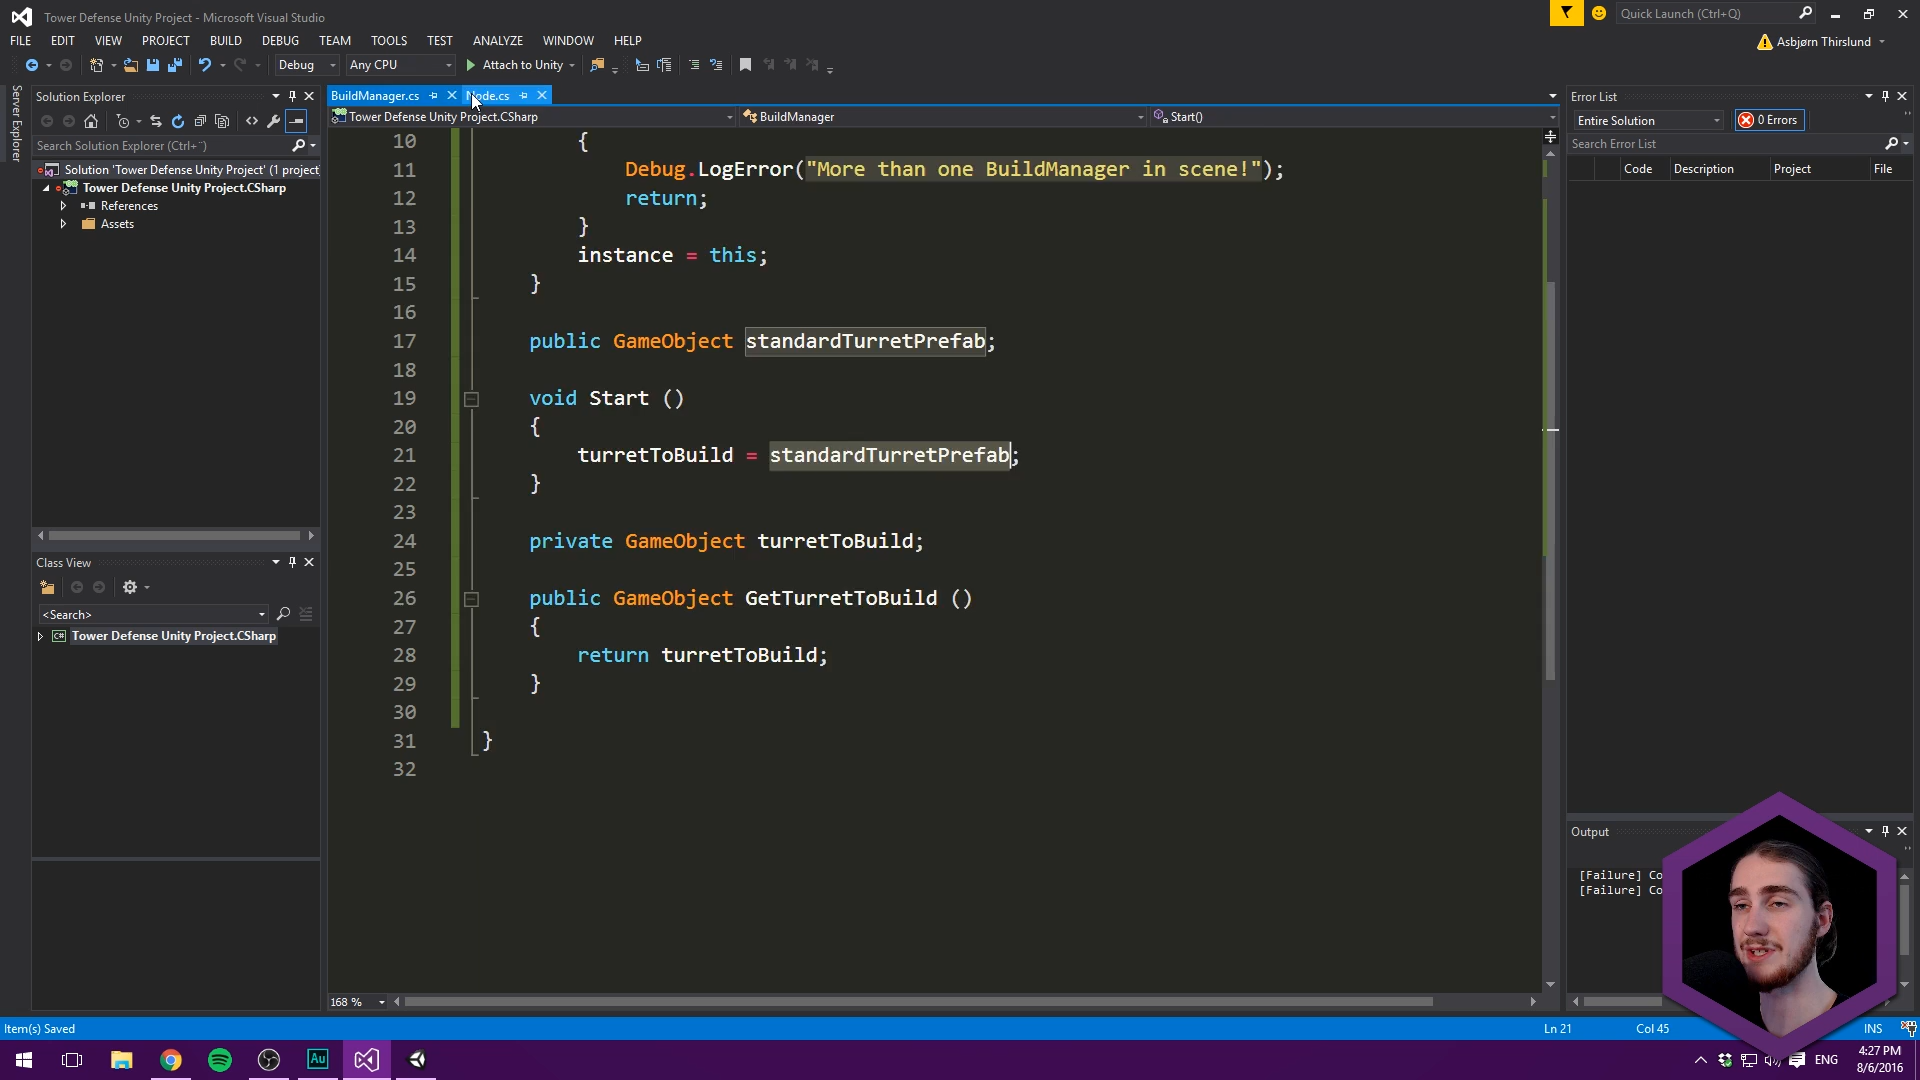 Tower Defense Unity Project - Microsoft Visual Studio
Quick Launch (Ctrl+Q)
FILE EDIT VIEW PROJECT BUILD DEBUG TEAM TOOLS TEST ANALYZE WINDOW HELP
Asbjørn Thirslund
Debug Any CPU Attach to Unity
Server Explorer
Solution Explorer
Search Solution Explorer (Ctrl+¨)
Solution 'Tower Defense Unity Project' (1 project
Tower Defense Unity Project.CSharp
References
Assets
Class View
<Search>
Tower Defense Unity Project.CSharp
BuildManager.cs Node.cs
Tower Defense Unity Project.CSharp BuildManager Start()
10 {
11 Debug.LogError("More than one BuildManager in scene!");
12 return;
13 }
14 instance = this;
15 }
16
17 public GameObject standardTurretPrefab;
18
19 void Start ()
20 {
21 turretToBuild = standardTurretPrefab;
22 }
23
24 private GameObject turretToBuild;
25
26 public GameObject GetTurretToBuild ()
27 {
28 return turretToBuild;
29 }
30
31 }
32
168 %
Error List
Entire Solution 0 Errors
Search Error List
Code Description Project File
Output
[Failure] Co
[Failure] Co
Item(s) Saved Ln 21 Col 45 INS
Au
ENG
4:27 PM
8/6/2016